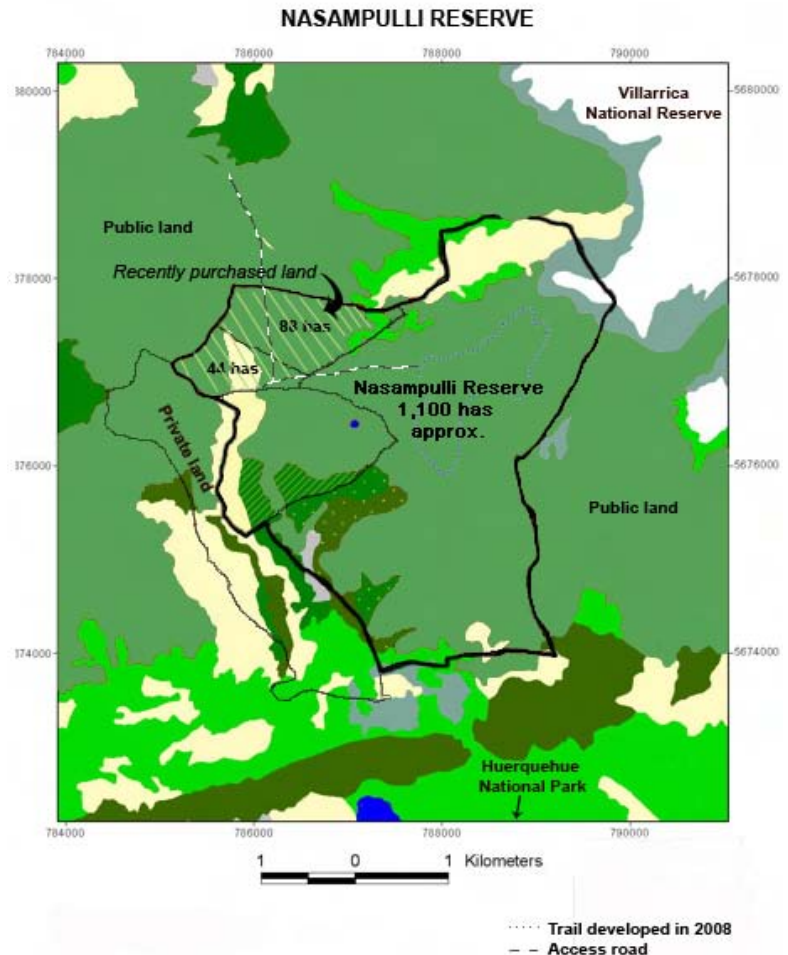 NASAMPULLI RESERVE
784000 786000 788000 790000
380000
5680000
Villarrica
National Reserve
Public land
378000
5678000
Recently purchased land
83 has
44 has
Nasampulli Reserve
1,100 has
approx.
Private land
376000
5676000
Public land
374000
5674000
Huerquehue
National Park
784000 786000 788000 790000
1 0 1 Kilometers
Trail developed in 2008
Access road